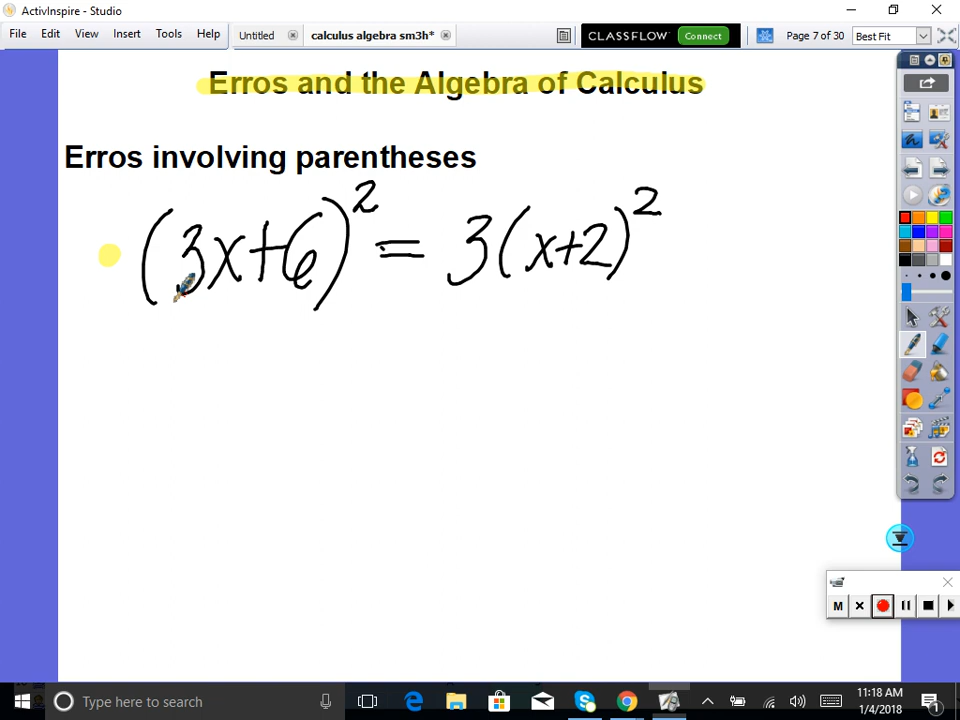 ActivInspire - Studio
File Edit View Insert Tools Help Untitled calculus algebra sm3h* CLASSFLOW Connect Page 7 of 30 Best Fit
Erros and the Algebra of Calculus
Erros involving parentheses
(3x+6)² = 3(x+2)²
M
Type here to search
11:18 AM
1/4/2018
1